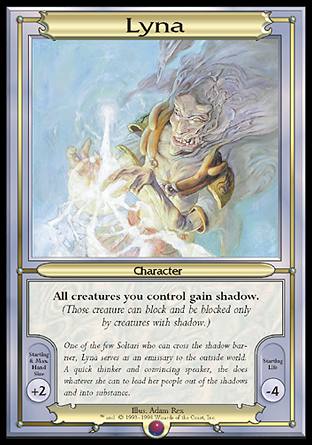 Lyna
Character
All creatures you control gain shadow.
(Those creature can block and be blocked only
by creatures with shadow.)
One of few Soltari who can cross the shadow bar-
rier, Lyna serves as an emissary to the outside world.
A quick thinker and convincing speaker, she does
whatever she can to lead her people out of the shadows
and into substance.
Starting
& Max.
Hand
Size
+2
Starting
Life
-4
Illus. Adam Rex
™ and © 1993-1998 Wizards of the Coast, Inc.